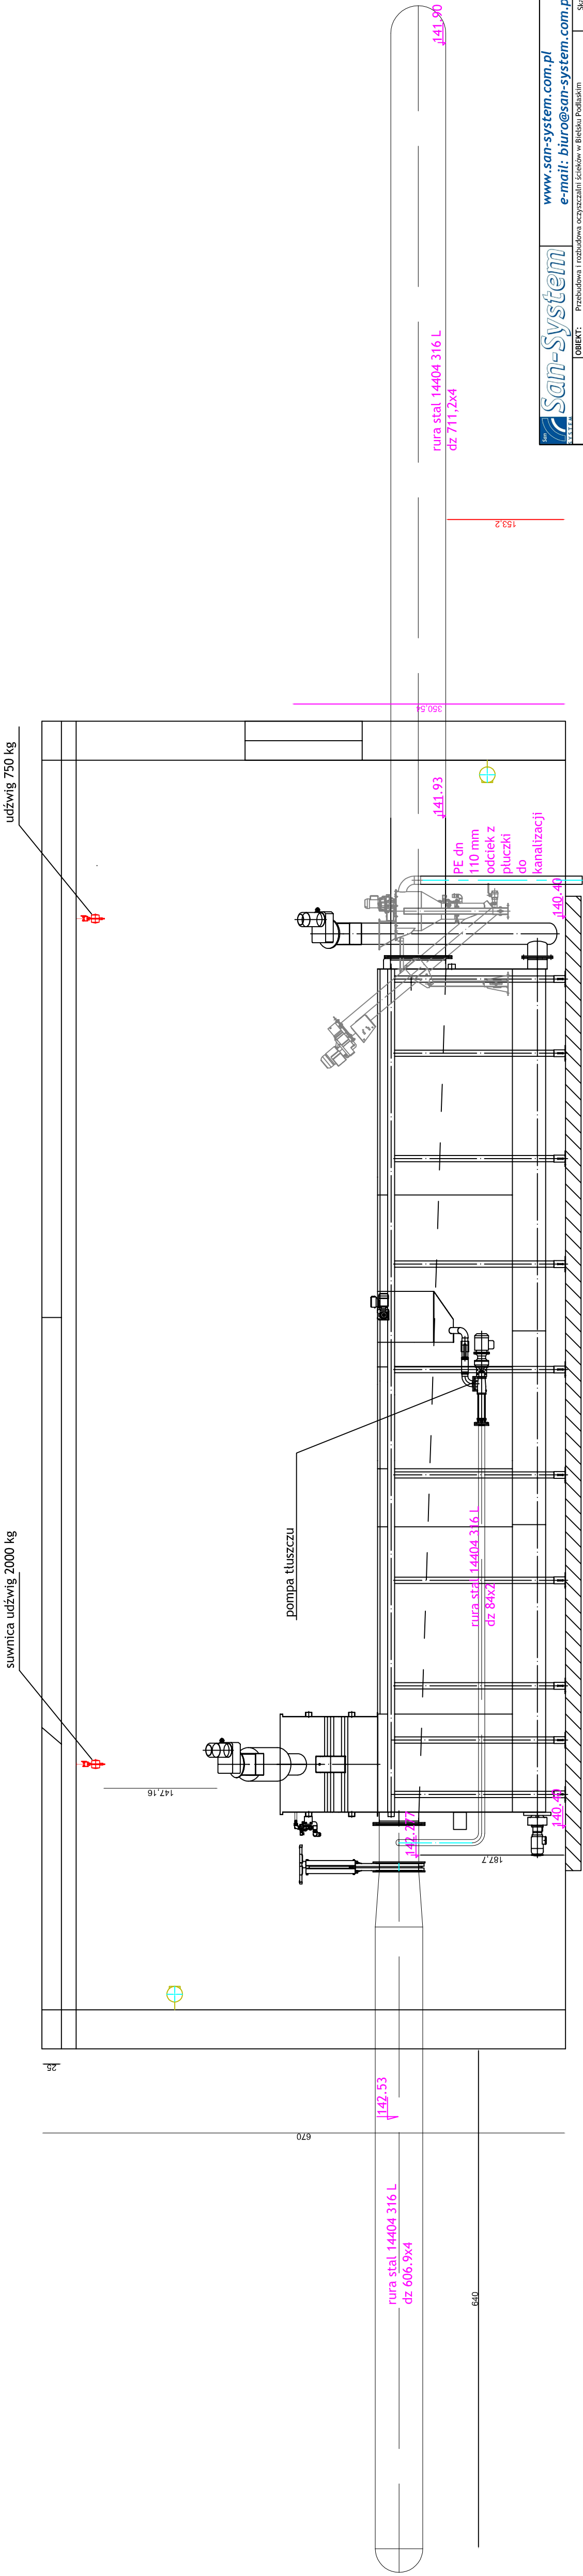 udźwig 750 kg
suwnica udźwig 2000 kg
141.90
rura stal 14404 316 L
dz 711,2x4
153,2
350,54
141.93
PE dn
110 mm
odciek z
płuczki
do
kanalizacji
140.40
pompa tłuszczu
rura stal 14404 316 L
dz 84x2
147,16
142.277
140.40
187,7
25
142.53
670
rura stal 14404 316 L
dz 606.9x4
640
San
SYSTEM
San-System
www.san-system.com.pl
e-mail: biuro@san-system.com.p
OBIEKT:
Przebudowa i rozbudowa oczyszczalni ścieków w Bielsku Podlaskim